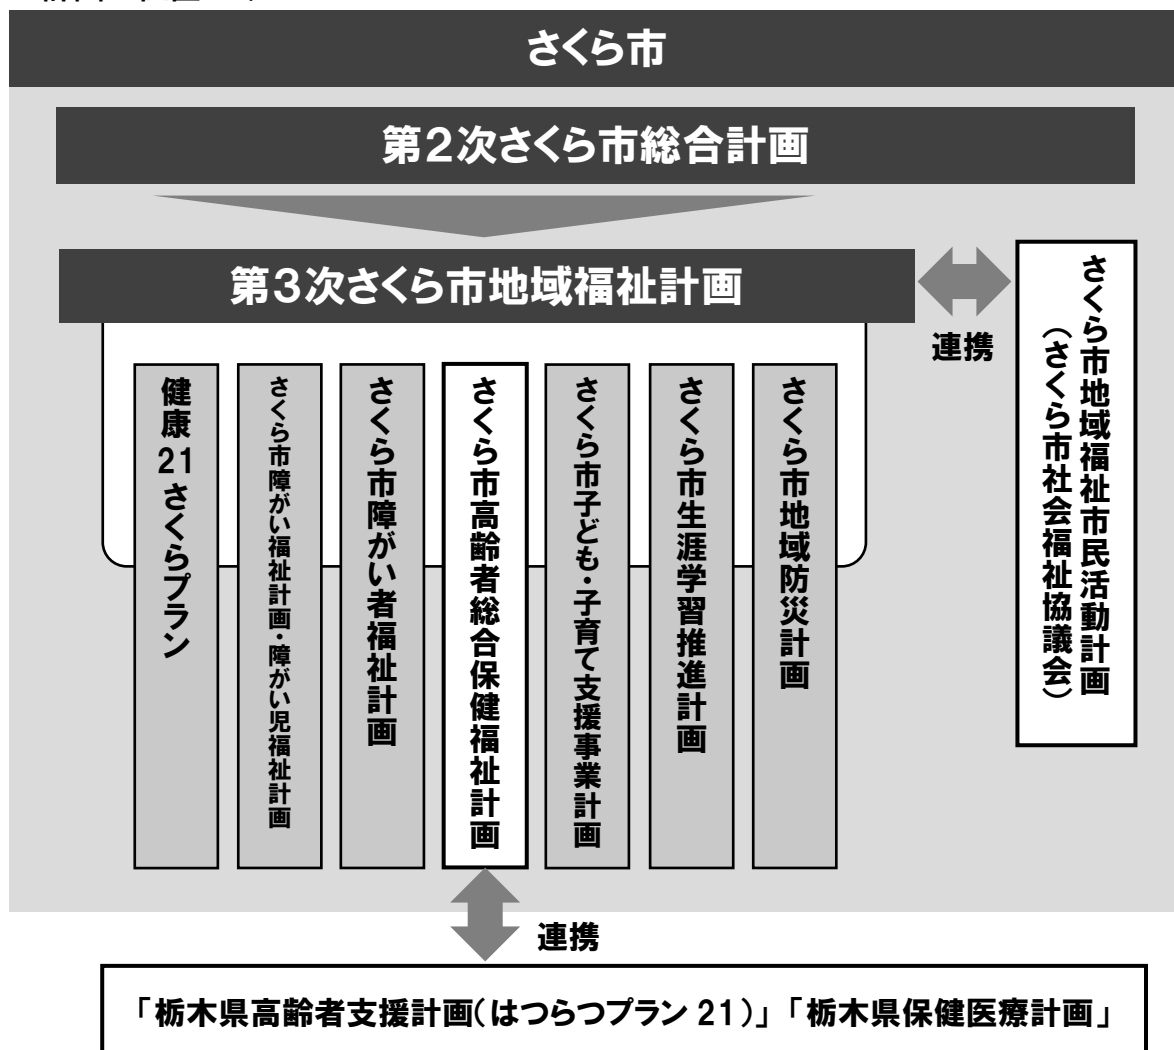 さくら市
第2次さくら市総合計画
第3次さくら市地域福祉計画
連携
さくら市地域福祉市民活動計画
（さくら市社会福祉協議会）
健康21さくらプラン
さくら市障がい福祉計画・障がい児福祉計画
さくら市障がい者福祉計画
さくら市高齢者総合保健福祉計画
さくら市子ども・子育て支援事業計画
さくら市生涯学習推進計画
さくら市地域防災計画
連携
「栃木県高齢者支援計画（はつらつプラン21）」「栃木県保健医療計画」